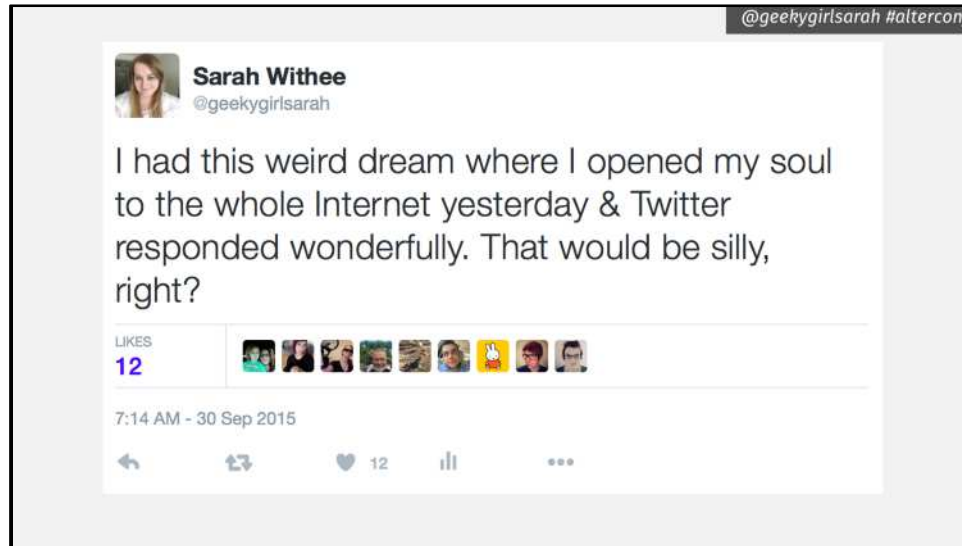 @geekygirlsarah #altercon
Sarah Withee
@geekygirlsarah
I had this weird dream where I opened my soul
to the whole Internet yesterday & Twitter
responded wonderfully. That would be silly,
right?
LIKES
12
7:14 AM - 30 Sep 2015
12